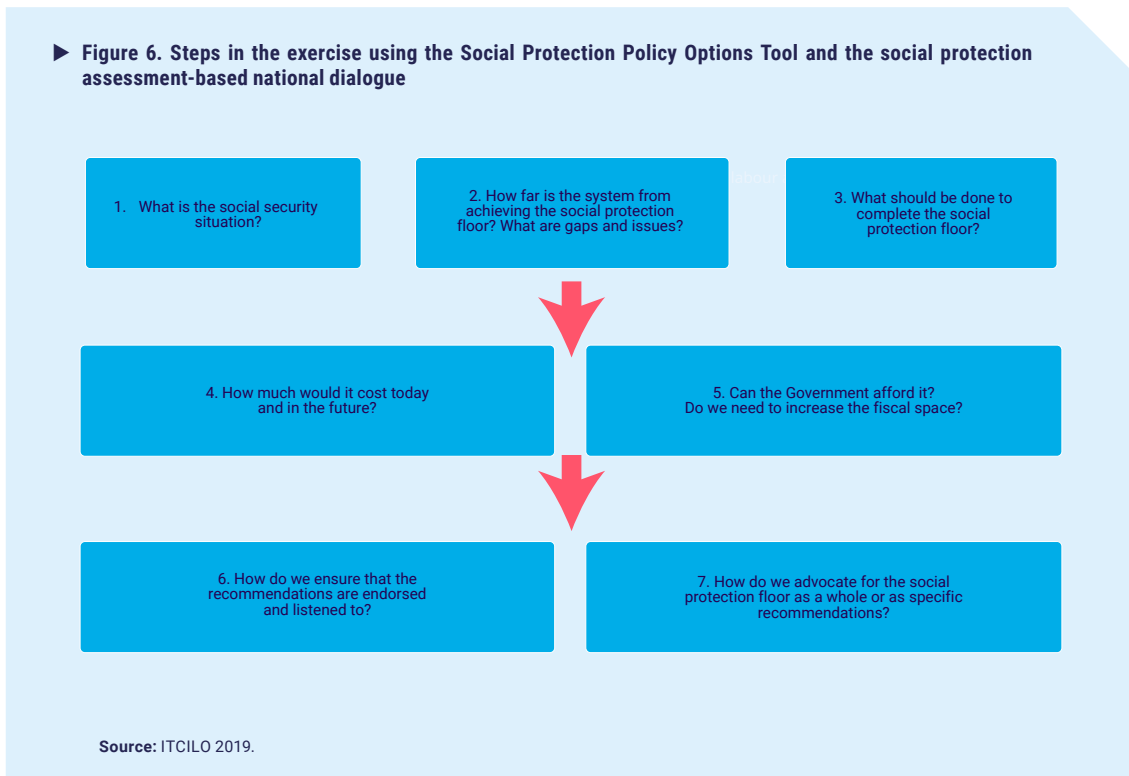 ▶ Figure 6. Steps in the exercise using the Social Protection Policy Options Tool and the social protection
assessment-based national dialogue
1. What is the social security
situation?
2. How far is the system from
achieving the social protection
floor? What are gaps and issues?
labour
3. What should be done to
complete the social
protection floor?
4. How much would it cost today
and in the future?
5. Can the Government afford it?
Do we need to increase the fiscal space?
6. How do we ensure that the
recommendations are endorsed
and listened to?
7. How do we advocate for the social
protection floor as a whole or as specific
recommendations?
Source: ITCILO 2019.